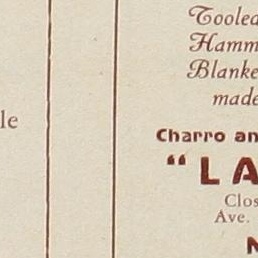 Tooled
Hamm
Blanke
made
le
Charro an
"LA
Clos
Ave.
N